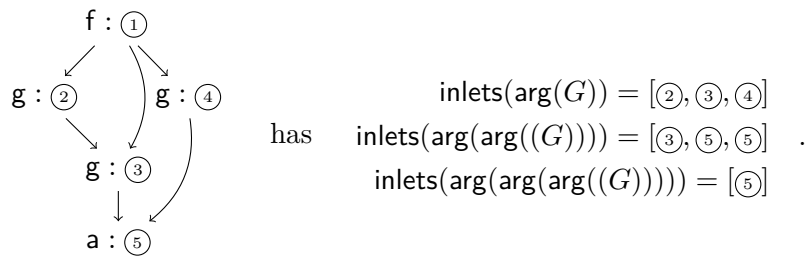 f : ①
g : ② g : ④
g : ③
a : ⑤
has
inlets(arg(G)) = [②, ③, ④]
inlets(arg(arg((G)))) = [③, ⑤, ⑤]
inlets(arg(arg(arg((G))))) = [⑤]
.